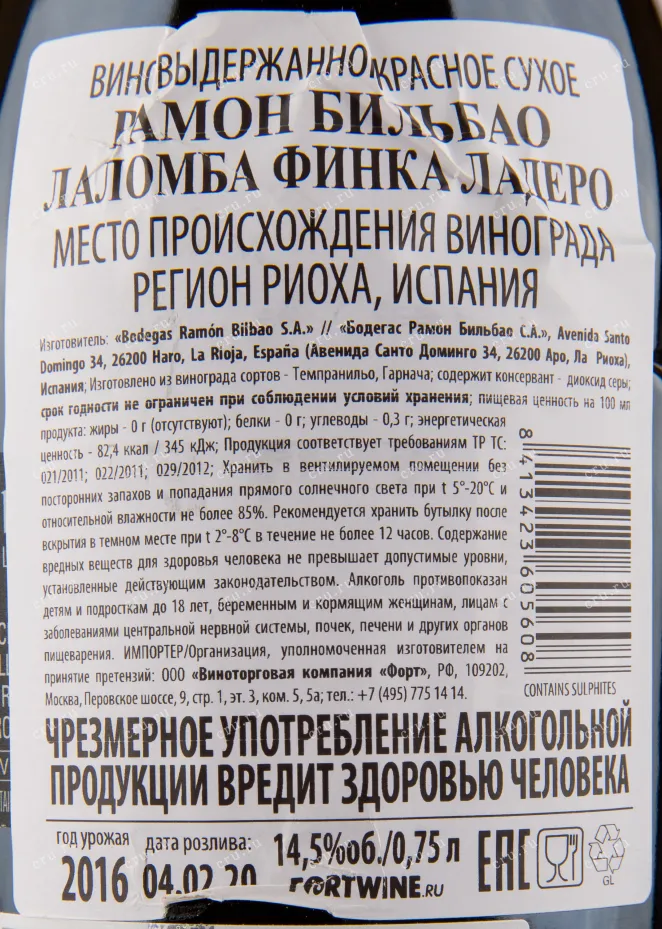 ВИНО ВЫДЕРЖАННОЕ КРАСНОЕ СУХОЕ
РАМОН БИЛЬБАО
ЛАЛОМБА ФИНКА ЛАДЕРО
МЕСТО ПРОИСХОЖДЕНИЯ ВИНОГРАДА
РЕГИОН РИОХА, ИСПАНИЯ
Изготовитель: «Bodegas Ramón Bilbao S.A.» // «Бодегас Рамон Бильбао С.А.», Avenida Santo
Domingo 34, 26200 Haro, La Rioja, España (Авенида Санто Доминго 34, 26200 Аро, Ла Риоха),
Испания; Изготовлено из винограда сортов - Темпранильо, Гарнача; содержит консервант - диоксид серы;
срок годности не ограничен при соблюдении условий хранения; пищевая ценность на 100 мл
продукта: жиры - 0 г (отсутствуют); белки - 0 г; углеводы - 0,3 г; энергетическая
ценность - 82,4 ккал / 345 кДж; Продукция соответствует требованиям ТР ТС:
021/2011; 022/2011, 029/2012; Хранить в вентилируемом помещении без
посторонних запахов и попадания прямого солнечного света при t 5°-20°С и
относительной влажности не более 85%. Рекомендуется хранить бутылку после
вскрытия в темном месте при t 2°-8°С в течение не более 12 часов. Содержание
вредных веществ для здоровья человека не превышает допустимые уровни,
установленные действующим законодательством. Алкоголь противопоказан
детям и подросткам до 18 лет, беременным и кормящим женщинам, лицам с
заболеваниями центральной нервной системы, почек, печени и других органов
пищеварения. ИМПОРТЕР/Организация, уполномоченная изготовителем на
принятие претензий: ООО «Виноторговая компания «Форт», РФ, 109202,
Москва, Перовское шоссе, 9, стр. 1, эт. 3, ком. 5, 5а; тел.: +7 (495) 775 14 14.
8 413423 605608
CONTAINS SULPHITES
ЧРЕЗМЕРНОЕ УПОТРЕБЛЕНИЕ АЛКОГОЛЬНОЙ
ПРОДУКЦИИ ВРЕДИТ ЗДОРОВЬЮ ЧЕЛОВЕКА
год урожая дата розлива: 14,5%об./0,75 л
2016 04.02.20 FORTWINE.RU
EAC
GL
cru.ru